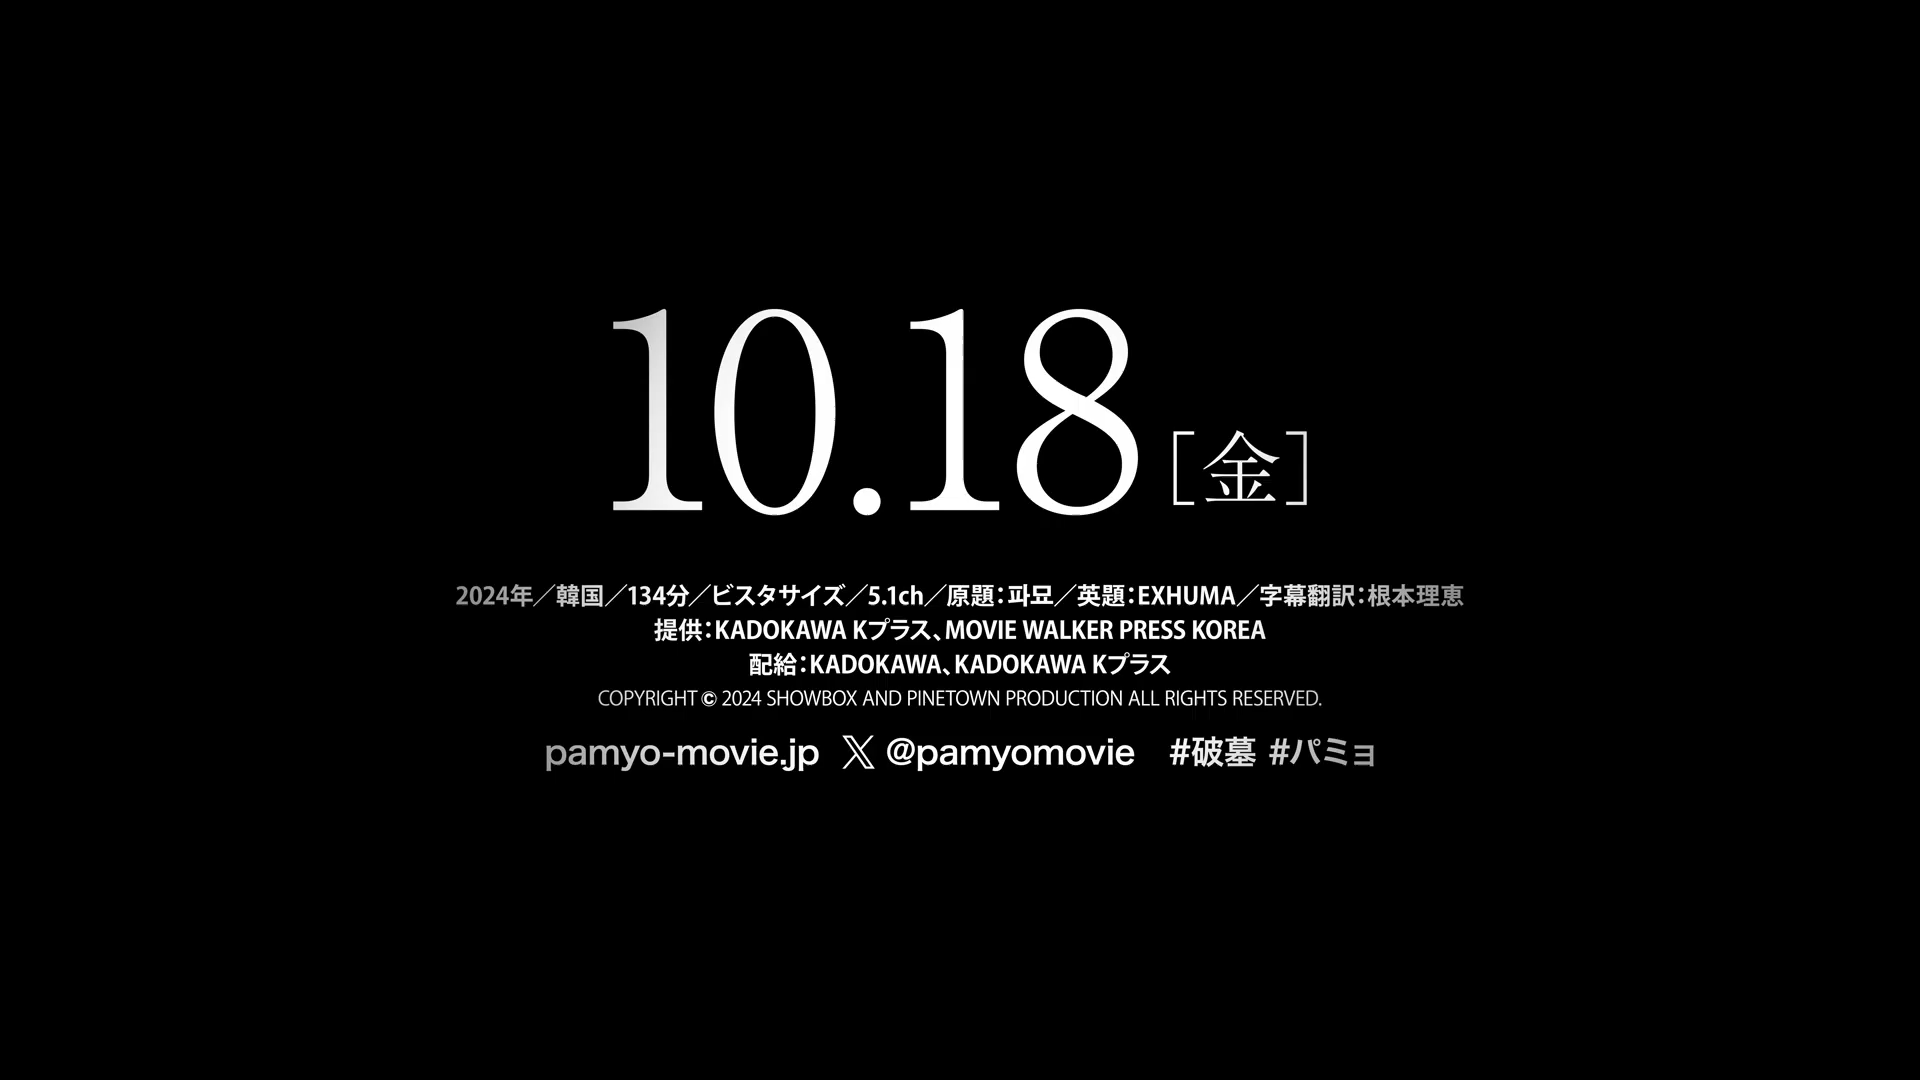 10.18[金]
2024年／韓国／134分／ビスタサイズ／5.1ch／原題：파묘／英題：EXHUMA／字幕翻訳：根本理恵
提供：KADOKAWA Kプラス、MOVIE WALKER PRESS KOREA
配給：KADOKAWA、KADOKAWA Kプラス
COPYRIGHT © 2024 SHOWBOX AND PINETOWN PRODUCTION ALL RIGHTS RESERVED.
pamyo-movie.jp 𝕏 @pamyomovie #破墓 #パミョ